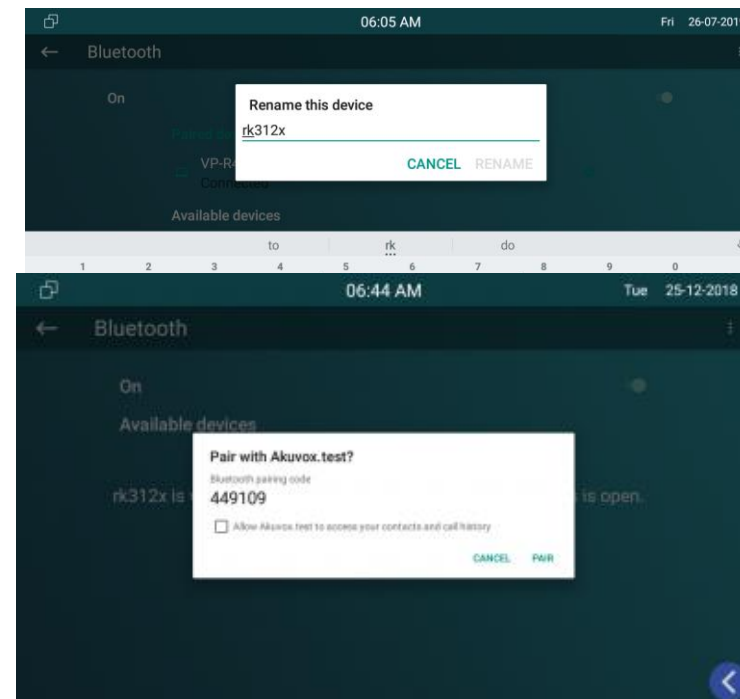 06:05 AM Fri 26-07-201
Bluetooth
On
Rename this device
rk312x
CANCEL RENAME
Paired de
VP-R4
Connected
Available devices
to rk do
1 2 3 4 5 6 7 8 9 0
06:44 AM Tue 25-12-2018
Bluetooth
On
Available devices
Pair with Akuvox.test?
Bluetooth pairing code
449109
Allow Akuvox.test to access your contacts and call history
CANCEL PAIR
rk312x is
is open.